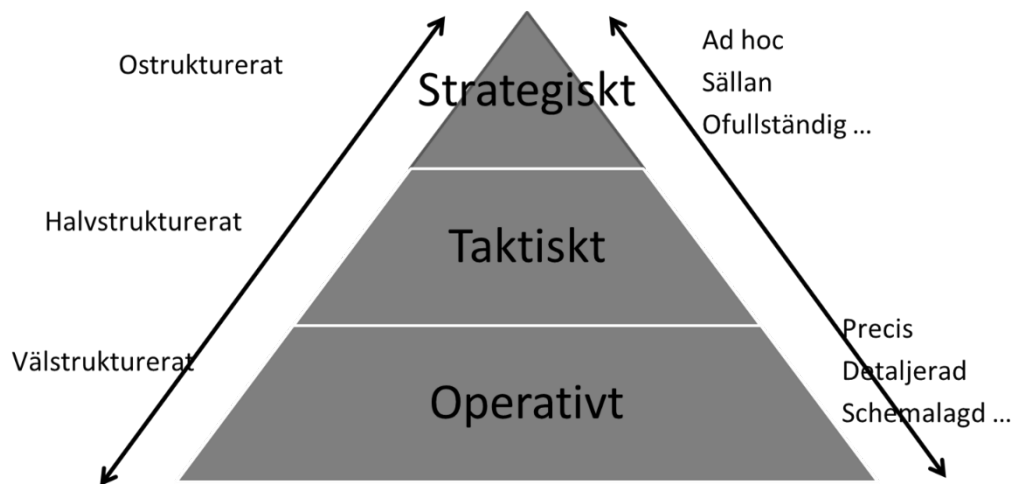 Ostrukturerat
Strategiskt
Ad hoc
Sällan
Ofullständig ...
Halvstrukturerat
Taktiskt
Välstrukturerat
Operativt
Precis
Detaljerad
Schemalagd ...